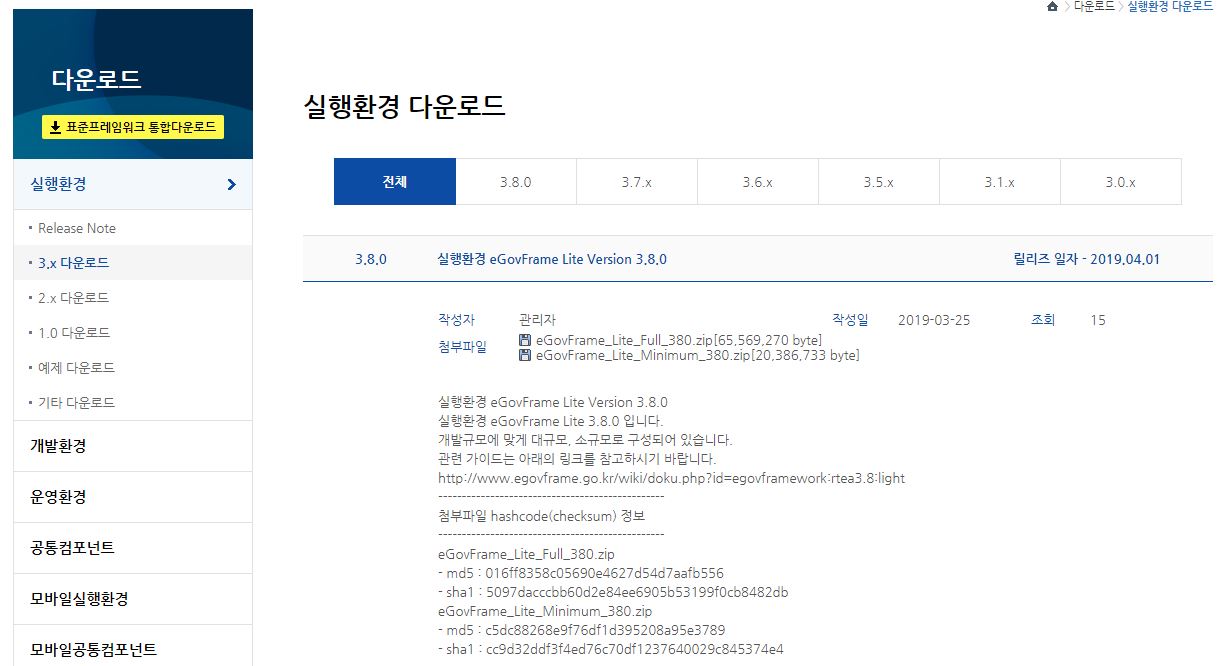 다운로드 > 실행환경 다운로드
다운로드
표준프레임워크 통합다운로드
실행환경
Release Note
3.x 다운로드
2.x 다운로드
1.0 다운로드
예제 다운로드
기타 다운로드
개발환경
운영환경
공통컴포넌트
모바일실행환경
모바일공통컴포넌트
실행환경 다운로드
전체 3.8.0 3.7.x 3.6.x 3.5.x 3.1.x 3.0.x
3.8.0 실행환경 eGovFrame Lite Version 3.8.0 릴리즈 일자 - 2019.04.01
작성자 관리자 작성일 2019-03-25 조회 15
첨부파일 eGovFrame_Lite_Full_380.zip[65,569,270 byte]
eGovFrame_Lite_Minimum_380.zip[20,386,733 byte]
실행환경 eGovFrame Lite Version 3.8.0
실행환경 eGovFrame Lite 3.8.0 입니다.
개발규모에 맞게 대규모, 소규모로 구성되어 있습니다.
관련 가이드는 아래의 링크를 참고하시기 바랍니다.
http://www.egovframe.go.kr/wiki/doku.php?id=egovframework:rtea3.8:light
------------------------------------------------
첨부파일 hashcode(checksum) 정보
------------------------------------------------
eGovFrame_Lite_Full_380.zip
- md5 : 016ff8358c05690e4627d54d7aafb556
- sha1 : 5097dacccbb60d2e84ee6905b53199f0cb8482db
eGovFrame_Lite_Minimum_380.zip
- md5 : c5dc88268e9f76df1d395208a95e3789
- sha1 : cc9d32ddf3f4ed76c70df1237640029c845374e4